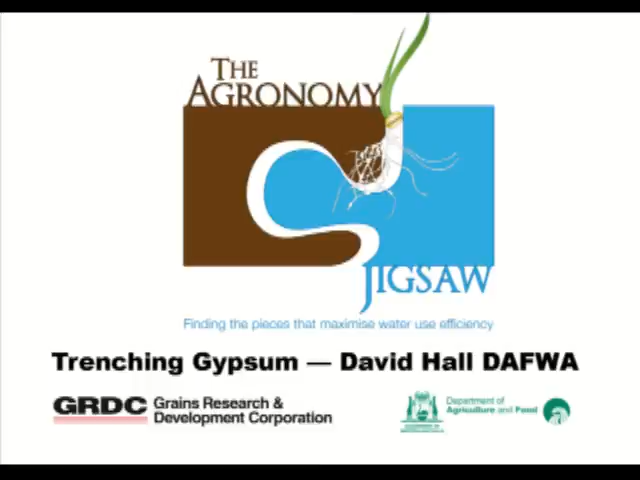 THE
AGRONOMY
JIGSAW
Finding the pieces that maximise water use efficiency
Trenching Gypsum — David Hall DAFWA
GRDC Grains Research &
Development Corporation
Department of
Agriculture and Food